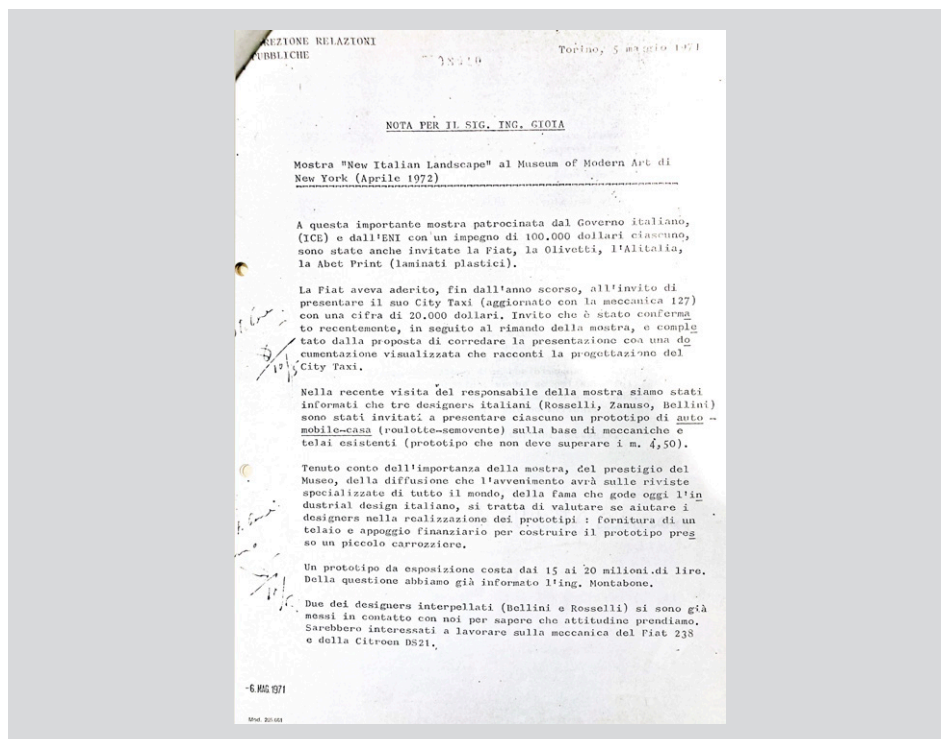 REZIONE RELAZIONI
PUBBLICHE
Torino, 5 maggio 1971
NOTA PER IL SIG. ING. GIOIA
Mostra "New Italian Landscape" al Museum of Modern Art di
New York (Aprile 1972)
A questa importante mostra patrocinata dal Governo italiano,
(ICE) e dall'ENI con un impegno di 100.000 dollari ciascuno,
sono state anche invitate la Fiat, la Olivetti, l'Alitalia,
la Abet Print (laminati plastici).
La Fiat aveva aderito, fin dall'anno scorso, all'invito di
presentare il suo City Taxi (aggiornato con la meccanica 127)
con una cifra di 20.000 dollari. Invito che è stato conferma
to recentemente, in seguito al rimando della mostra, e comple
tato dalla proposta di corredare la presentazione con una do
cumentazione visualizzata che racconti la progettazione del
City Taxi.
Nella recente visita del responsabile della mostra siamo stati
informati che tre designers italiani (Rosselli, Zanuso, Bellini)
sono stati invitati a presentare ciascuno un prototipo di auto -
mobile-casa (roulotte-semovente) sulla base di meccaniche e
telai esistenti (prototipo che non deve superare i m. 4,50).
Tenuto conto dell'importanza della mostra, del prestigio del
Museo, della diffusione che l'avvenimento avrà sulle riviste
specializzate di tutto il mondo, della fama che gode oggi l'in
dustrial design italiano, si tratta di valutare se aiutare i
designers nella realizzazione dei prototipi : fornitura di un
telaio e appoggio finanziario per costruire il prototipo pres
so un piccolo carrozziere.
Un prototipo da esposizione costa dai 15 ai 20 milioni.di lire.
Della questione abbiamo già informato l'ing. Montabone.
Due dei designers interpellati (Bellini e Rosselli) si sono già
messi in contatto con noi per sapere che attitudine prendiamo.
Sarebbero interessati a lavorare sulla meccanica del Fiat 238
e della Citroen DS21.
-6. MAG. 1971